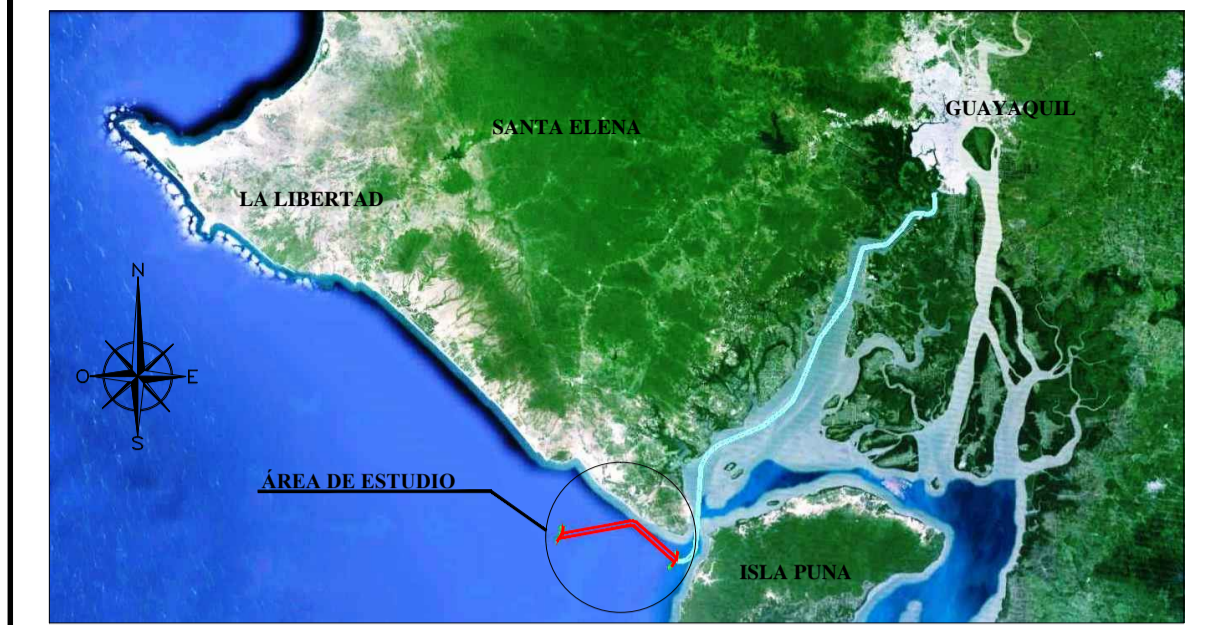 GUAYAQUIL
SANTA ELENA
LA LIBERTAD
N
O
E
S
ÁREA DE ESTUDIO
ISLA PUNA